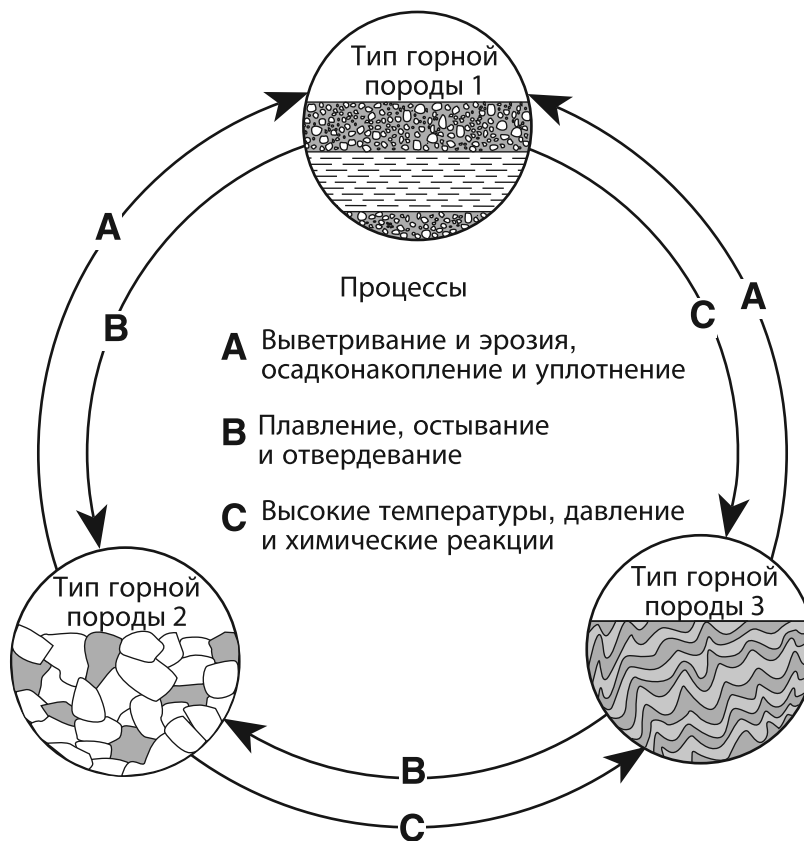 Тип горной
породы 1
A
A
B
C
Процессы
A Выветривание и эрозия,
осадконакопление и уплотнение
B Плавление, остывание
и отвердевание
C Высокие температуры, давление
и химические реакции
Тип горной
породы 2
Тип горной
породы 3
B
C